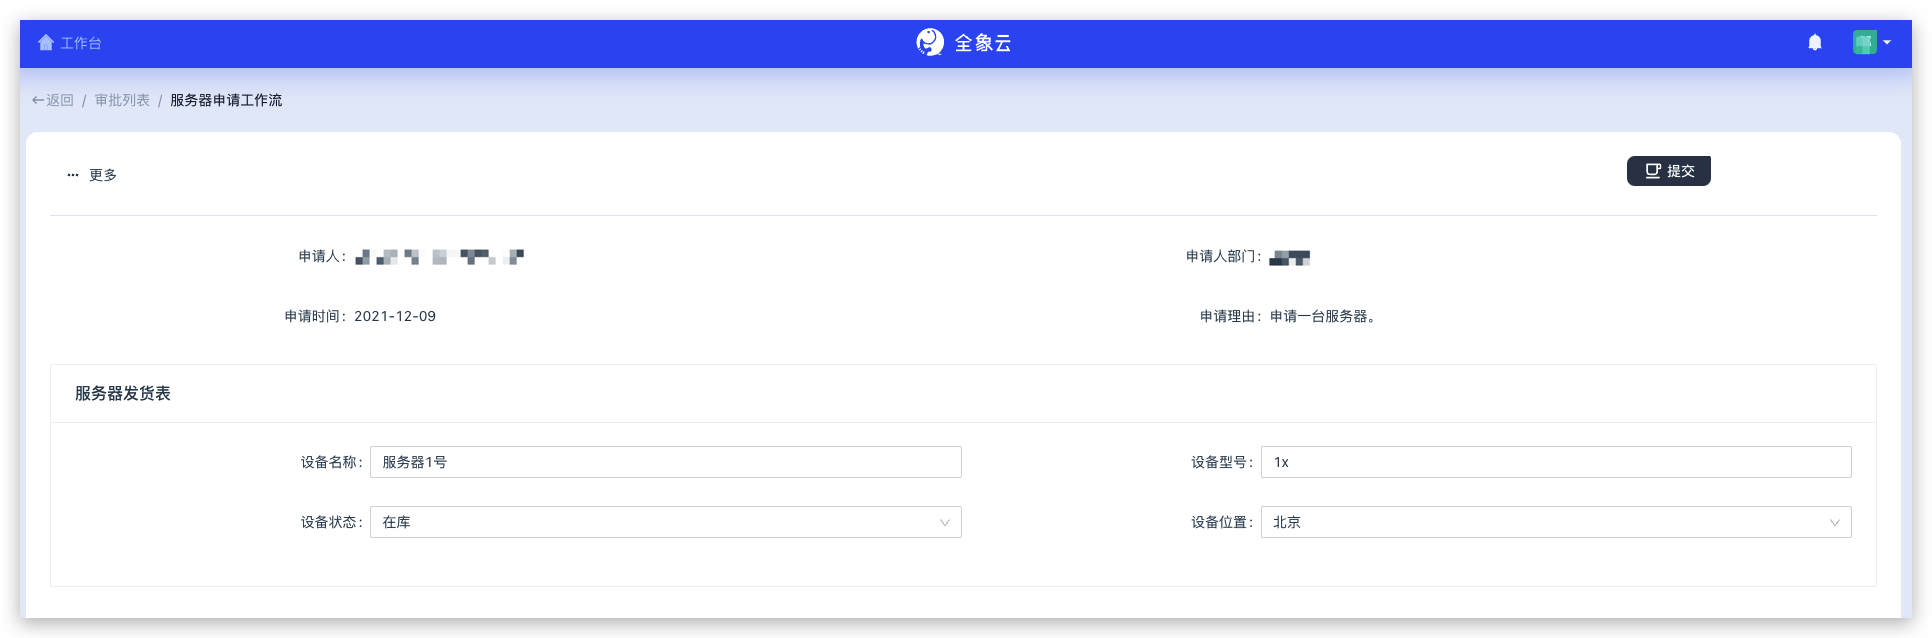 工作台
全象云
←返回 / 审批列表 / 服务器申请工作流
··· 更多
提交
申请人：
申请人部门：
申请时间：2021-12-09
申请理由：申请一台服务器。
服务器发货表
设备名称：服务器1号
设备型号：1x
设备状态：在库
设备位置：北京